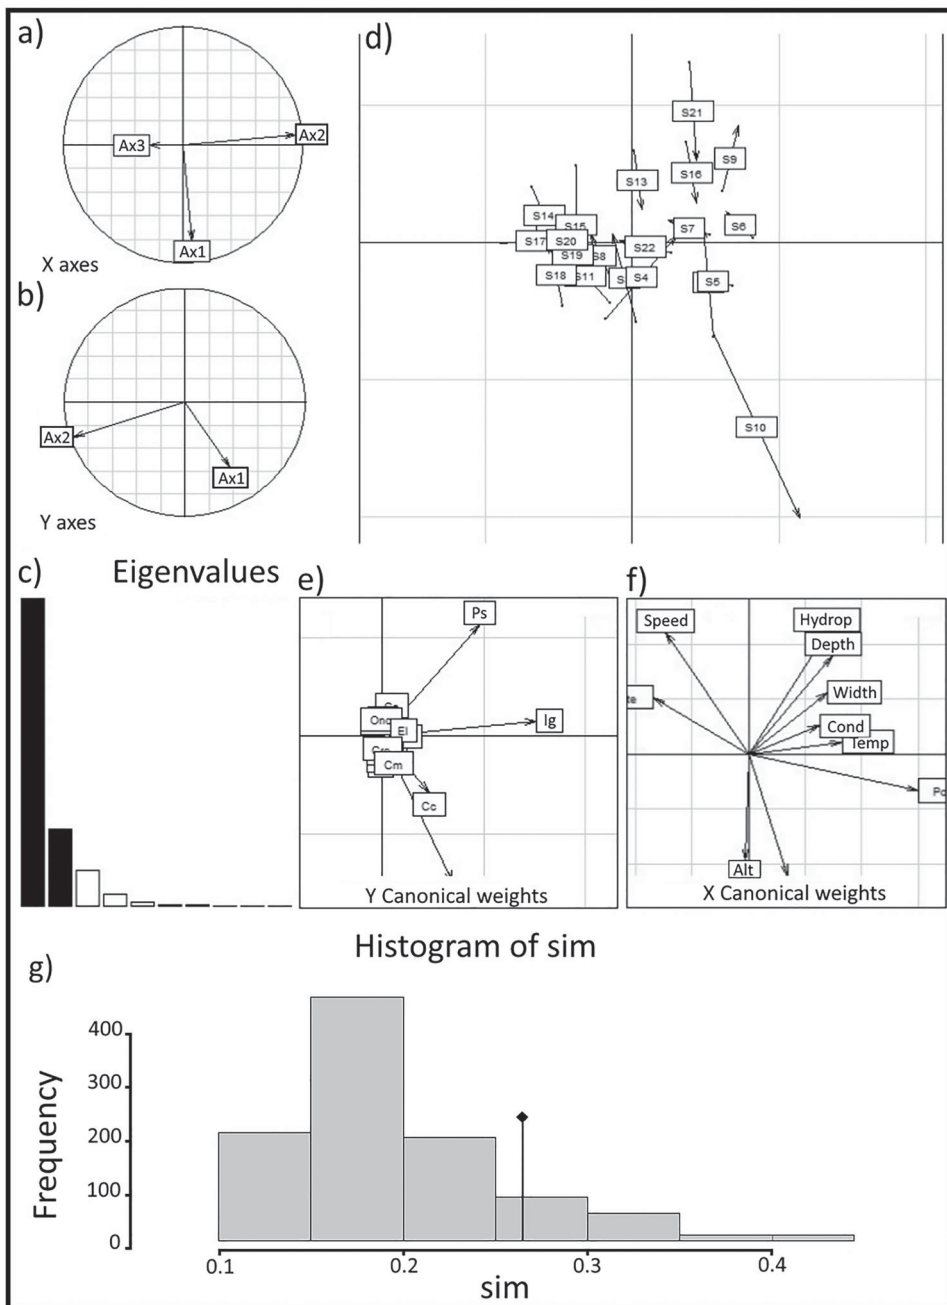 a)
Ax2
Ax3
Ax1
X axes
b)
Ax2
Ax1
Y axes
c)
Eigenvalues
d)
S21
S9
S16
S13
S14
S15
S7
S6
S17
S20
S22
S19
S8
S18
S11
S4
S5
S10
e)
Ps
Ono
El
Ig
Cm
Cc
Y Canonical weights
f)
Speed
Hydrop
Depth
Width
Cond
Temp
Alt
X Canonical weights
g)
Histogram of sim
Frequency
400
300
200
100
0
0.1
0.2
0.3
0.4
sim